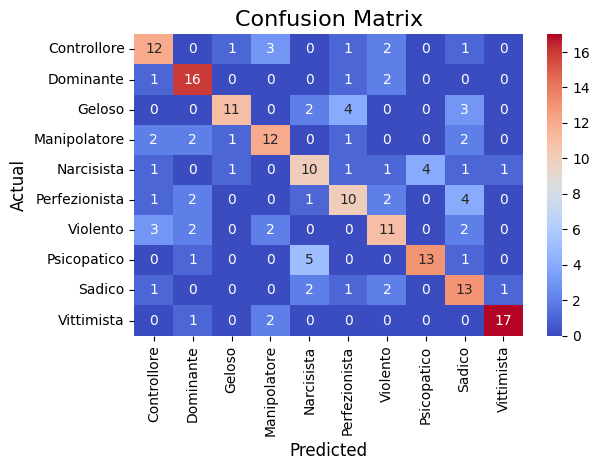 Confusion Matrix
Actual
Controllore 12 0 1 3 0 1 2 0 1 0
Dominante 1 16 0 0 0 1 2 0 0 0
Geloso 0 0 11 0 2 4 0 0 3 0
Manipolatore 2 2 1 12 0 1 0 0 2 0
Narcisista 1 0 1 0 10 1 1 4 1 1
Perfezionista 1 2 0 0 1 10 2 0 4 0
Violento 3 2 0 2 0 0 11 0 2 0
Psicopatico 0 1 0 0 5 0 0 13 1 0
Sadico 1 0 0 0 2 1 2 0 13 1
Vittimista 0 1 0 2 0 0 0 0 0 17
Controllore
Dominante
Geloso
Manipolatore
Narcisista
Perfezionista
Violento
Psicopatico
Sadico
Vittimista
Predicted
16
14
12
10
8
6
4
2
0